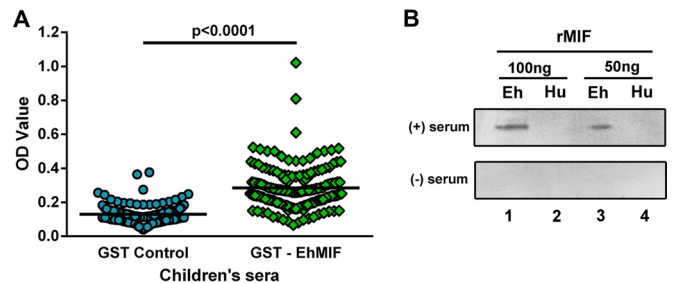 A
p<0.0001
OD Value
1.2
1.0
0.8
0.6
0.4
0.2
0.0
GST Control
GST - EhMIF
Children's sera
B
rMIF
100ng
50ng
Eh
Hu
Eh
Hu
(+) serum
(-) serum
1
2
3
4